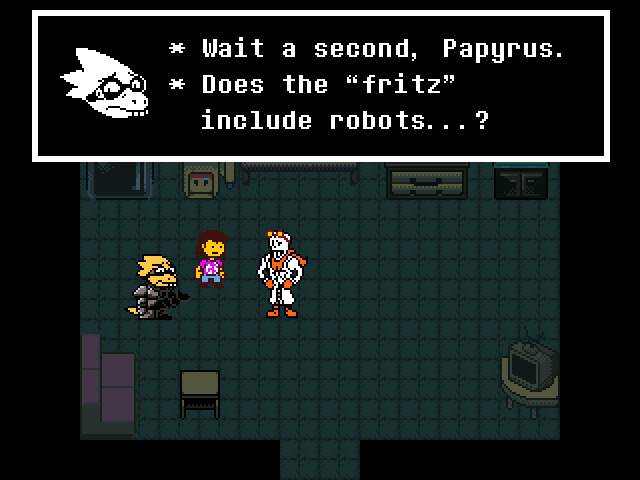 * Wait a second, Papyrus.
* Does the “fritz”
include robots...?